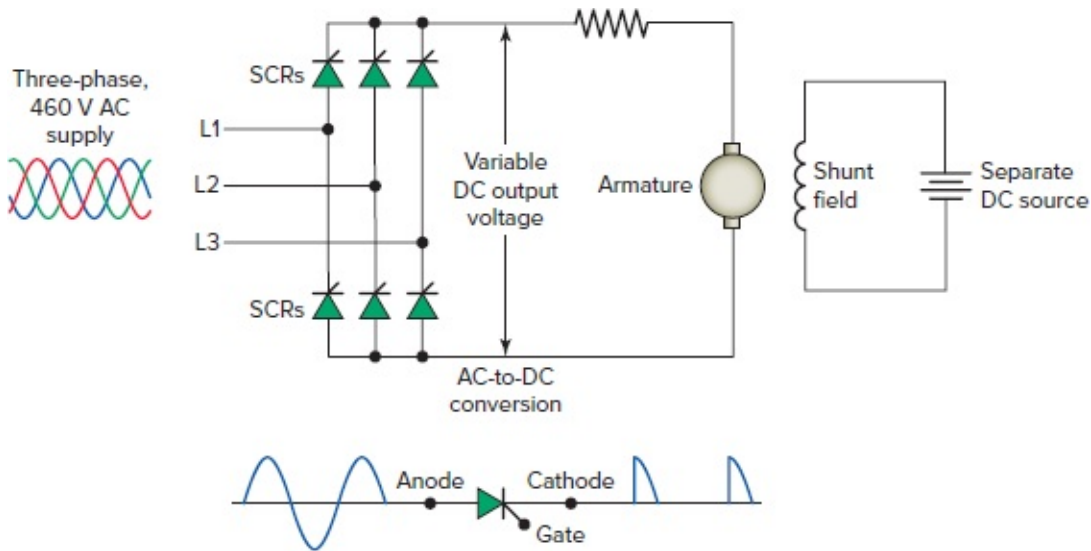 Three-phase,
460 V AC
supply
SCRs
L1
L2
L3
SCRs
Variable
DC output
voltage
Armature
Shunt
field
Separate
DC source
AC-to-DC
conversion
Anode
Cathode
Gate